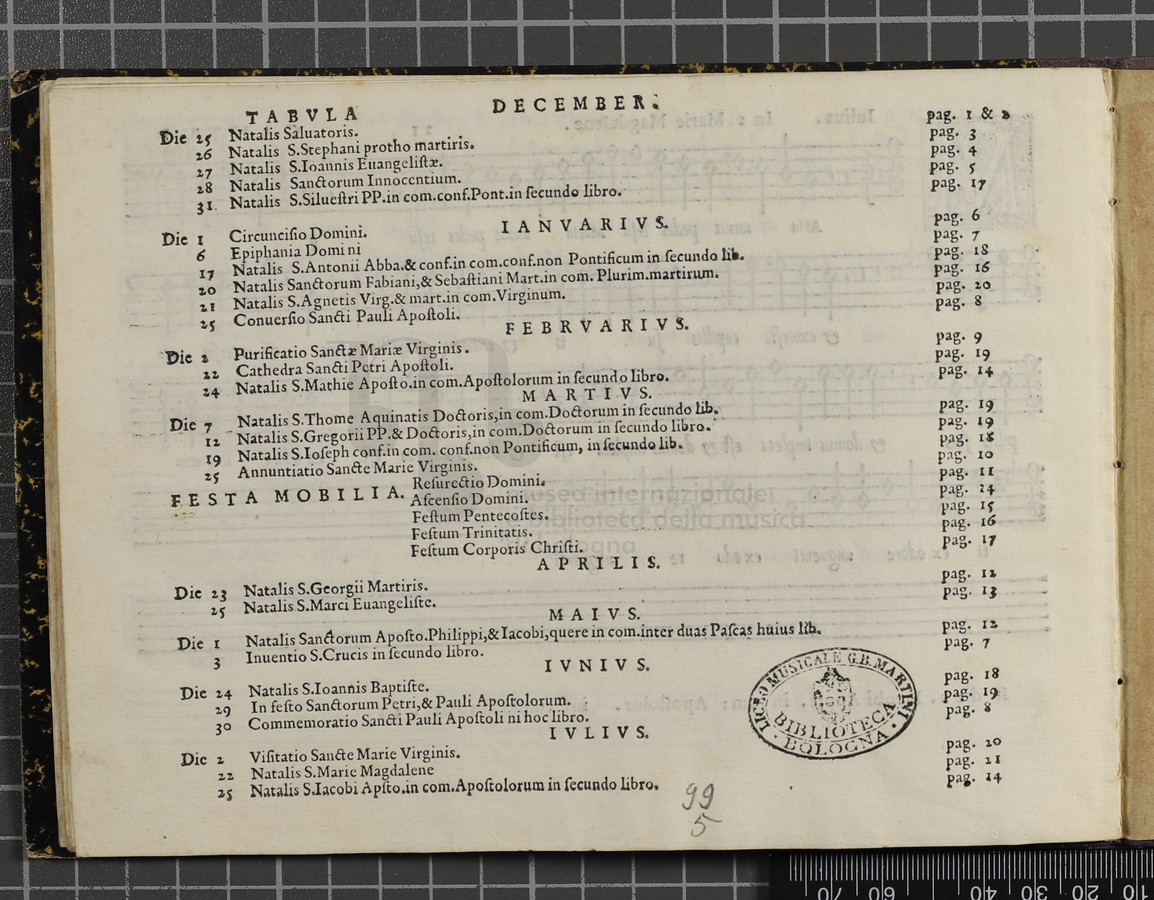 TABVLA DECEMBER.
Die 25 Natalis Saluatoris. pag. 1 & 2
26 Natalis S.Stephani protho martiris. pag. 3
27 Natalis S.Ioannis Euangelistæ. pag. 4
28 Natalis Sanctorum Innocentium. pag. 5
31. Natalis S.Siluestri PP.in com.conf.Pont.in secundo libro. pag. 17
IANVARIVS.
Die 1 Circuncisio Domini. pag. 6
6 Epiphania Domini pag. 7
17 Natalis S.Antonii Abba.& conf.in com.conf.non Pontificum in secundo lib. pag. 18
20 Natalis Sanctorum Fabiani,& Sebastiani Mart.in com. Plurim.martirum. pag. 16
21 Natalis S.Agnetis Virg.& mart.in com.Virginum. pag. 20
25 Conuersio Sancti Pauli Apostoli. pag. 8
FEBRVARIVS.
Die 2 Purificatio Sanctæ Mariæ Virginis. pag. 9
22 Cathedra Sancti Petri Apostoli. pag. 19
24 Natalis S.Mathie Aposto.in com.Apostolorum in secundo libro. pag. 14
MARTIVS.
Die 7 Natalis S.Thome Aquinatis Doctoris,in com.Doctorum in secundo lib. pag. 19
12 Natalis S.Gregorii PP.& Doctoris,in com.Doctorum in secundo libro. pag. 19
19 Natalis S.Ioseph conf.in com. conf.non Pontificum, in secundo lib. pag. 18
25 Annuntiatio Sancte Marie Virginis. pag. 10
FESTA MOBILIA. Resurectio Domini. pag. 11
Ascensio Domini. pag. 14
Festum Pentecostes. pag. 15
Festum Trinitatis. pag. 16
Festum Corporis Christi. pag. 17
APRILIS.
Die 23 Natalis S.Georgii Martiris. pag. 12
25 Natalis S.Marci Euangeliste. pag. 13
MAIVS.
Die 1 Natalis Sanctorum Aposto.Philippi,& Iacobi,quere in com.inter duas Pascas huius lib. pag. 12
3 Inuentio S.Crucis in secundo libro. pag. 7
IVNIVS.
Die 24 Natalis S.Ioannis Baptiste. pag. 18
29 In festo Sanctorum Petri,& Pauli Apostolorum. pag. 19
30 Commemoratio Sancti Pauli Apostoli ni hoc libro. pag. 8
IVLIVS.
Die 2 Visitatio Sancte Marie Virginis. pag. 20
22 Natalis S.Marie Magdalene pag. 21
25 Natalis S.Iacobi Apsto.in com.Apostolorum in secundo libro. pag. 14
LICEO MUSICALE G.B. MARTINI
BIBLIOTECA
BOLOGNA
99
5
museo internazionale
biblioteca della musica
bologna
70 60 40 30 20 10